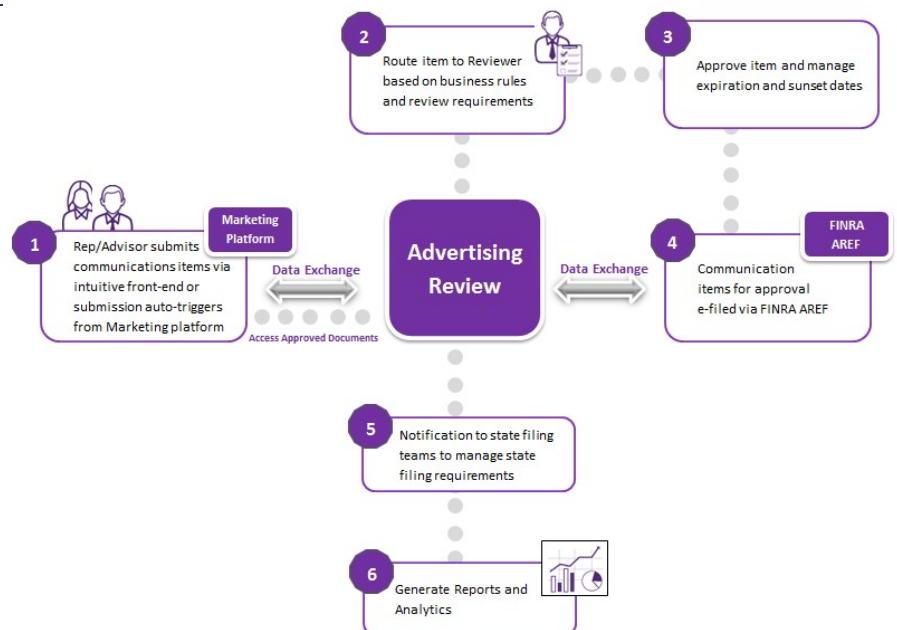 2
Route item to Reviewer
based on business rules
and review requirements
3
Approve item and manage
expiration and sunset dates
1
Marketing
Platform
Rep/Advisor submits
communications items via
intuitive front-end or
submission auto-triggers
from Marketing platform
Data Exchange
Access Approved Documents
Advertising
Review
Data Exchange
4
FINRA
AREF
Communication
items for approval
e-filed via FINRA AREF
5
Notification to state filing
teams to manage state
filing requirements
6
Generate Reports and
Analytics